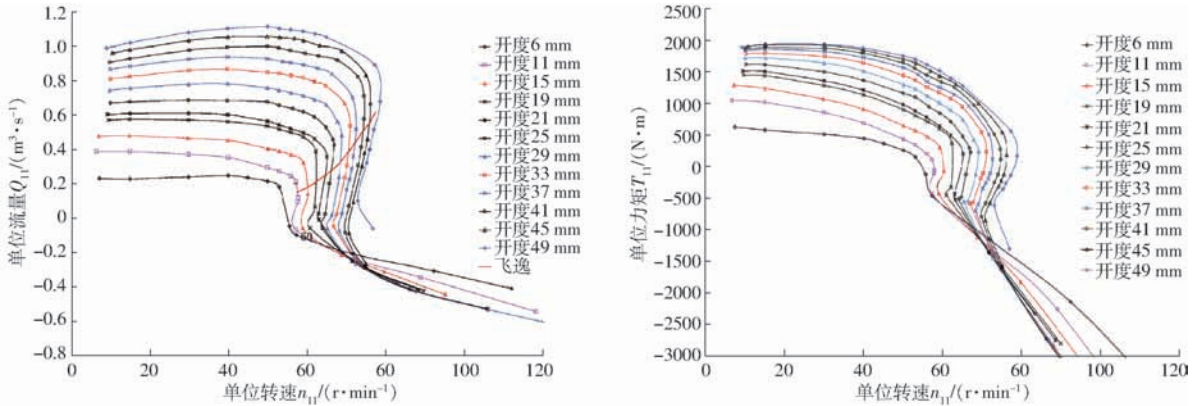 单位流量Q₁₁/(m³·s⁻¹)
1.2
1.0
0.8
0.6
0.4
0.2
0
−0.2
−0.4
−0.6
−0.8
0
20
40
60
80
100
120
单位转速n₁₁/(r·min⁻¹)
开度6 mm
开度11 mm
开度15 mm
开度19 mm
开度21 mm
开度25 mm
开度29 mm
开度33 mm
开度37 mm
开度41 mm
开度45 mm
开度49 mm
飞逸
单位力矩T₁₁/(N·m)
2500
2000
1500
1000
500
0
−500
−1000
−1500
−2000
−2500
−3000
0
20
40
60
80
100
120
单位转速n₁₁/(r·min⁻¹)
开度6 mm
开度11 mm
开度15 mm
开度19 mm
开度21 mm
开度25 mm
开度29 mm
开度33 mm
开度37 mm
开度41 mm
开度45 mm
开度49 mm